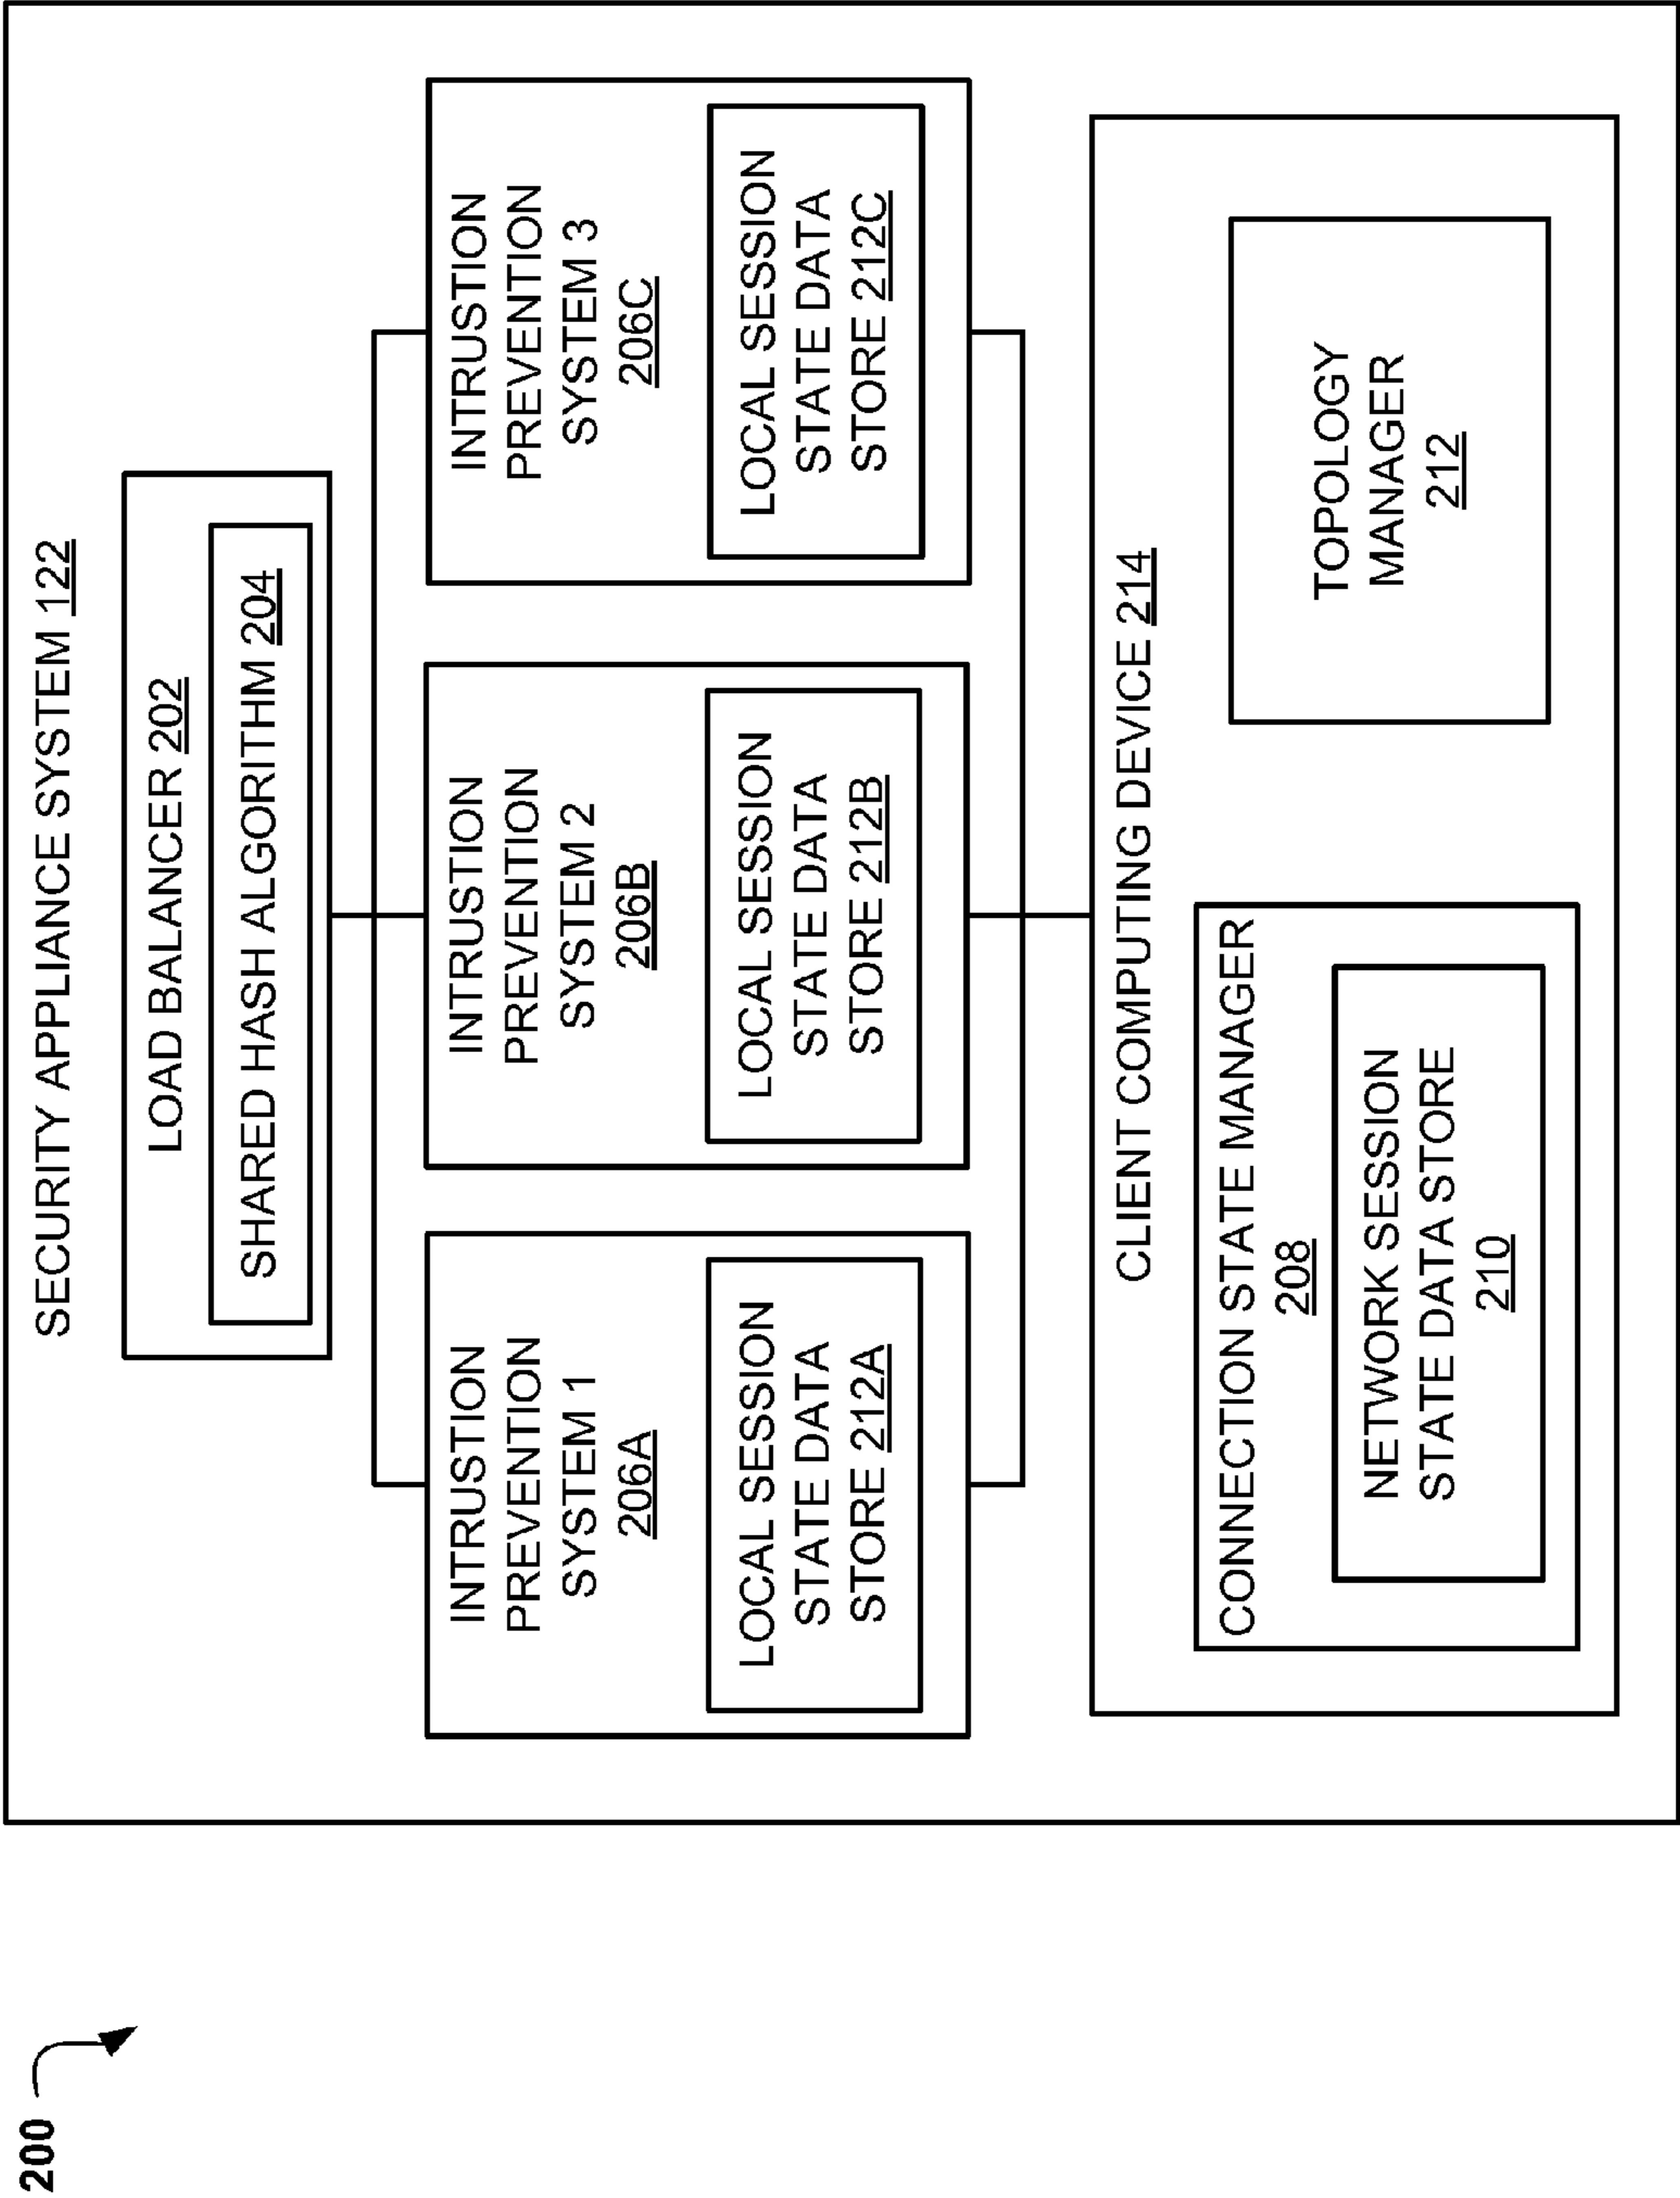 200
SECURITY APPLIANCE SYSTEM 122
LOAD BALANCER 202
SHARED HASH ALGORITHM 204
INTRUSTION
PREVENTION
SYSTEM 1
206A
LOCAL SESSION
STATE DATA
STORE 212A
INTRUSTION
PREVENTION
SYSTEM 2
206B
LOCAL SESSION
STATE DATA
STORE 212B
INTRUSTION
PREVENTION
SYSTEM 3
206C
LOCAL SESSION
STATE DATA
STORE 212C
CLIENT COMPUTING DEVICE 214
CONNECTION STATE MANAGER
208
NETWORK SESSION
STATE DATA STORE
210
TOPOLOGY
MANAGER
212